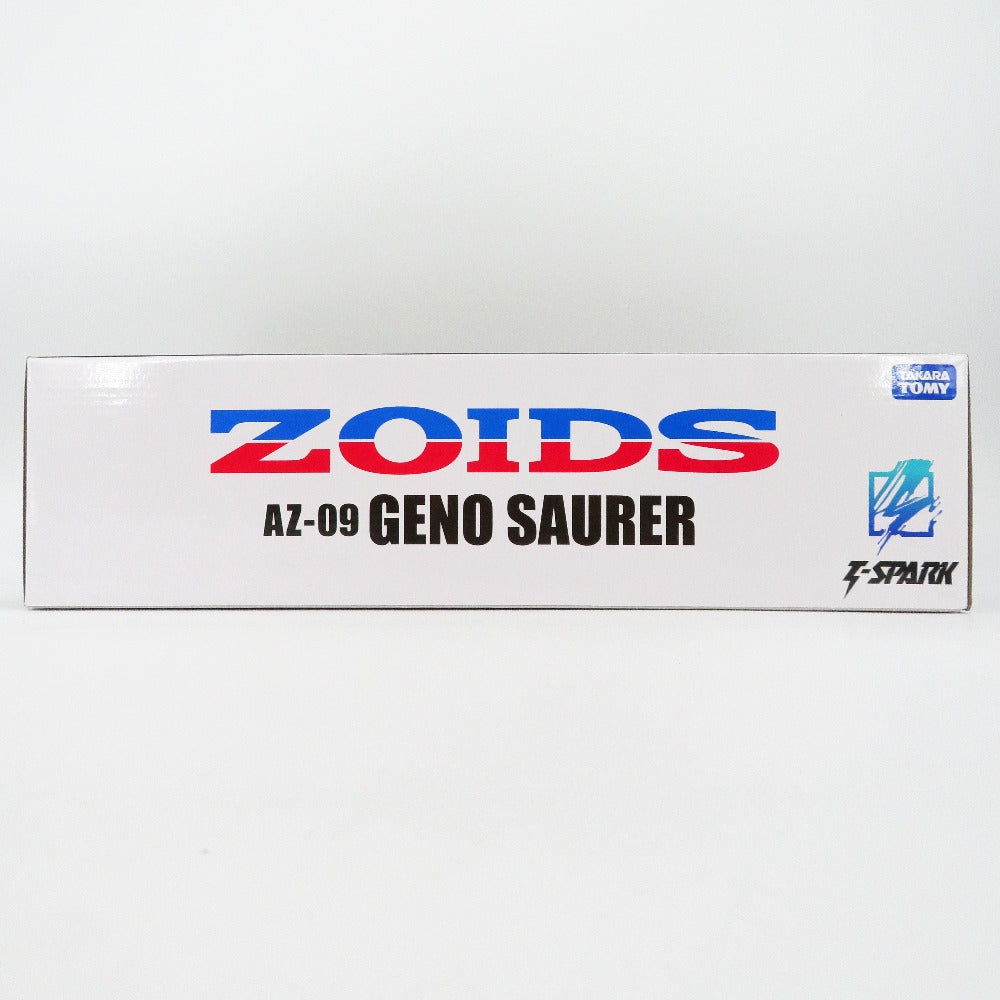 TAKARA
TOMY
ZOIDS
AZ-09 GENO SAURER
T-SPARK